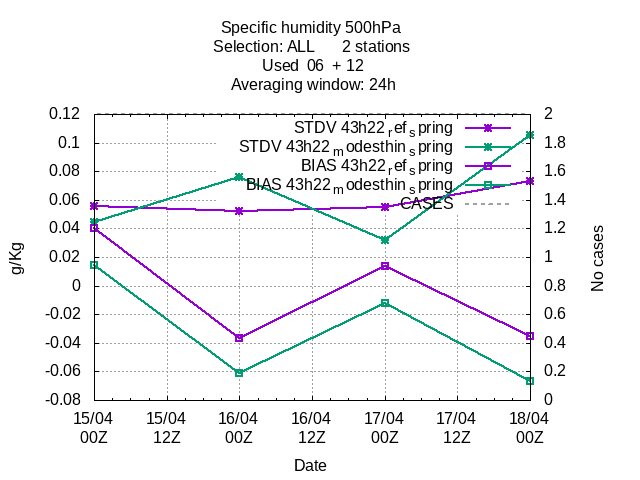 Specific humidity 500hPa
Selection: ALL 2 stations
Used 06 + 12
Averaging window: 24h
0.12 2
STDV 43h22refspring
0.1 1.8
STDV 43h22modesthinspring
0.08 1.6
BIAS 43h22refspring
BIAS 43h22modesthinspring
0.06 1.4
CASES
0.04 1.2
0.02 1
0 0.8
-0.02 0.6
-0.04 0.4
-0.06 0.2
-0.08 0
g/Kg
No cases
15/04 15/04 16/04 16/04 17/04 17/04 18/04
00Z 12Z 00Z 12Z 00Z 12Z 00Z
Date